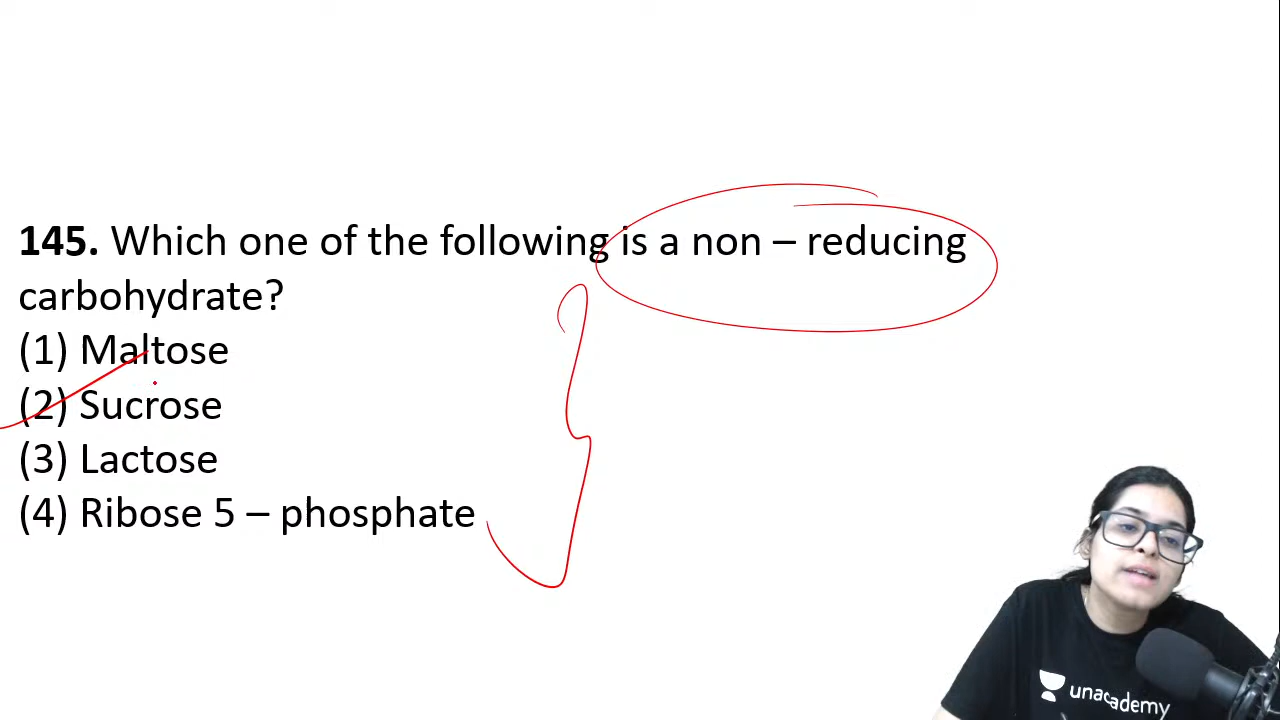 145. Which one of the following is a non – reducing
carbohydrate?
(1) Maltose
(2) Sucrose
(3) Lactose
(4) Ribose 5 – phosphate
unacademy